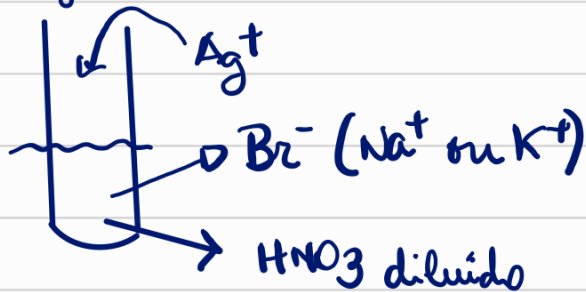 Ag⁺
Br⁻ (Na⁺ ou K⁺)
HNO3 diluído